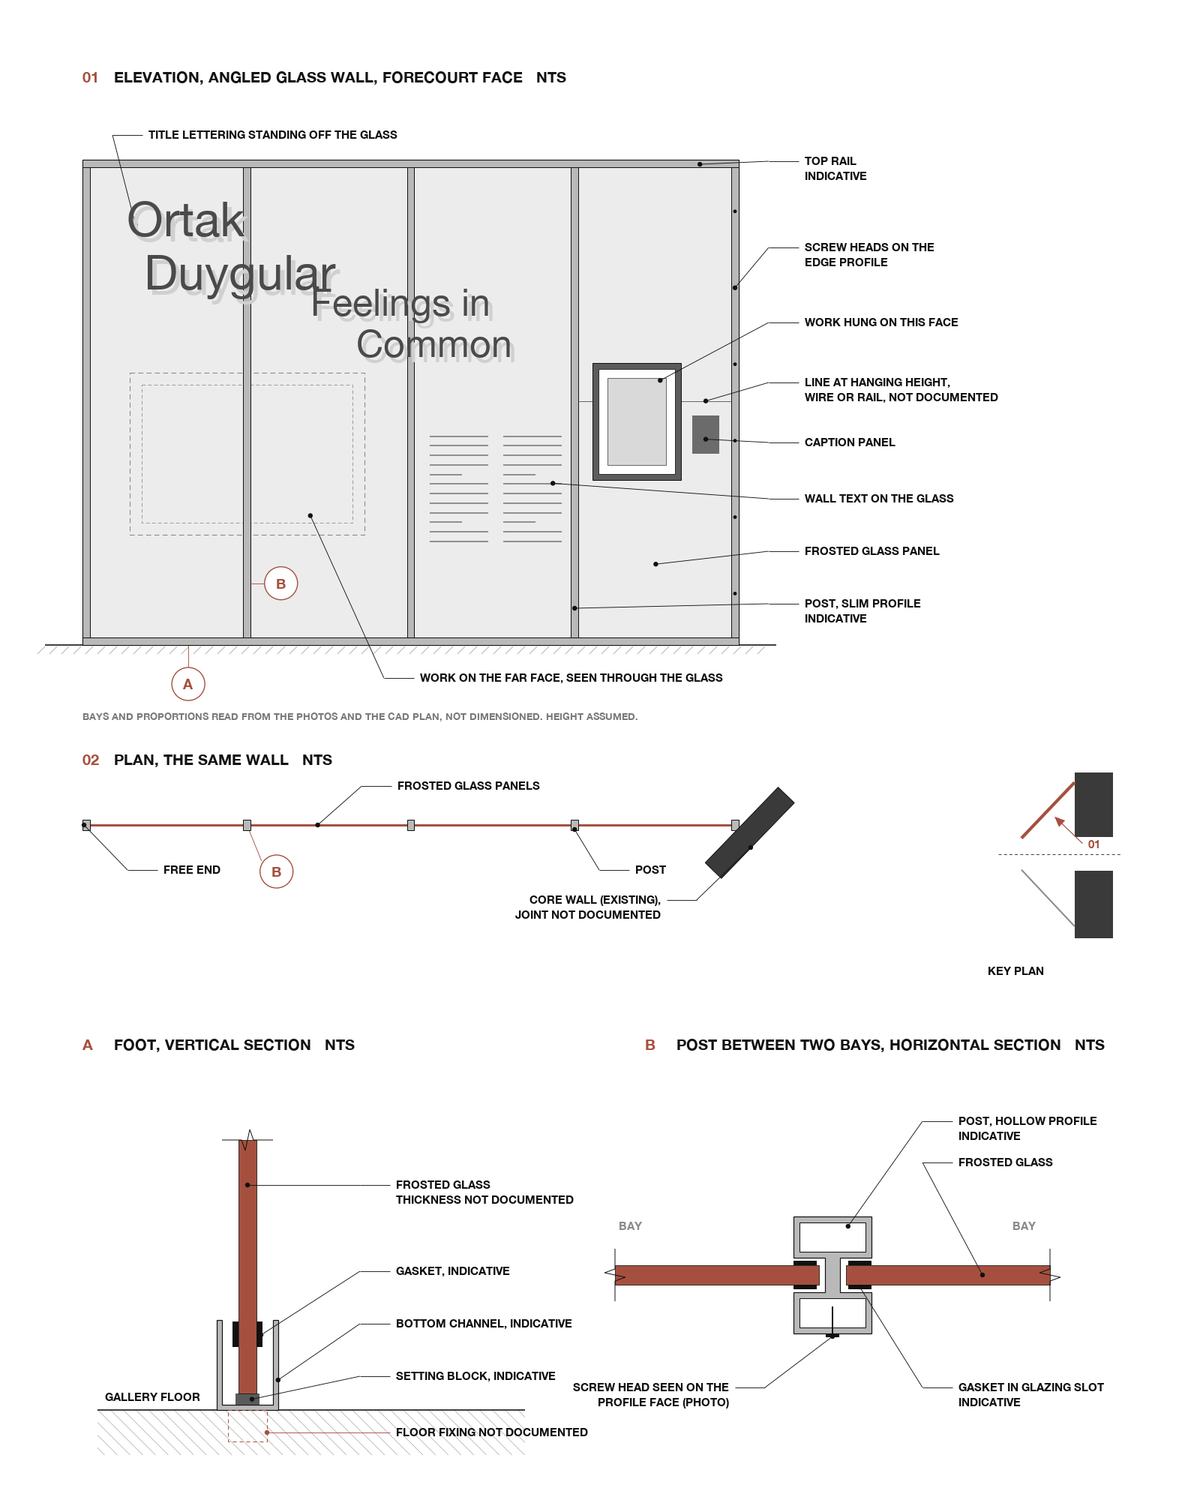 01 ELEVATION, ANGLED GLASS WALL, FORECOURT FACE NTS
TITLE LETTERING STANDING OFF THE GLASS
TOP RAIL
INDICATIVE
Ortak
Duygular
Feelings in
Common
SCREW HEADS ON THE
EDGE PROFILE
WORK HUNG ON THIS FACE
LINE AT HANGING HEIGHT,
WIRE OR RAIL, NOT DOCUMENTED
CAPTION PANEL
WALL TEXT ON THE GLASS
FROSTED GLASS PANEL
B
POST, SLIM PROFILE
INDICATIVE
A
WORK ON THE FAR FACE, SEEN THROUGH THE GLASS
BAYS AND PROPORTIONS READ FROM THE PHOTOS AND THE CAD PLAN, NOT DIMENSIONED. HEIGHT ASSUMED.
02 PLAN, THE SAME WALL NTS
FROSTED GLASS PANELS
FREE END
B
POST
CORE WALL (EXISTING),
JOINT NOT DOCUMENTED
01
KEY PLAN
A FOOT, VERTICAL SECTION NTS
FROSTED GLASS
THICKNESS NOT DOCUMENTED
GASKET, INDICATIVE
BOTTOM CHANNEL, INDICATIVE
SETTING BLOCK, INDICATIVE
GALLERY FLOOR
FLOOR FIXING NOT DOCUMENTED
B POST BETWEEN TWO BAYS, HORIZONTAL SECTION NTS
POST, HOLLOW PROFILE
INDICATIVE
FROSTED GLASS
BAY
BAY
SCREW HEAD SEEN ON THE
PROFILE FACE (PHOTO)
GASKET IN GLAZING SLOT
INDICATIVE